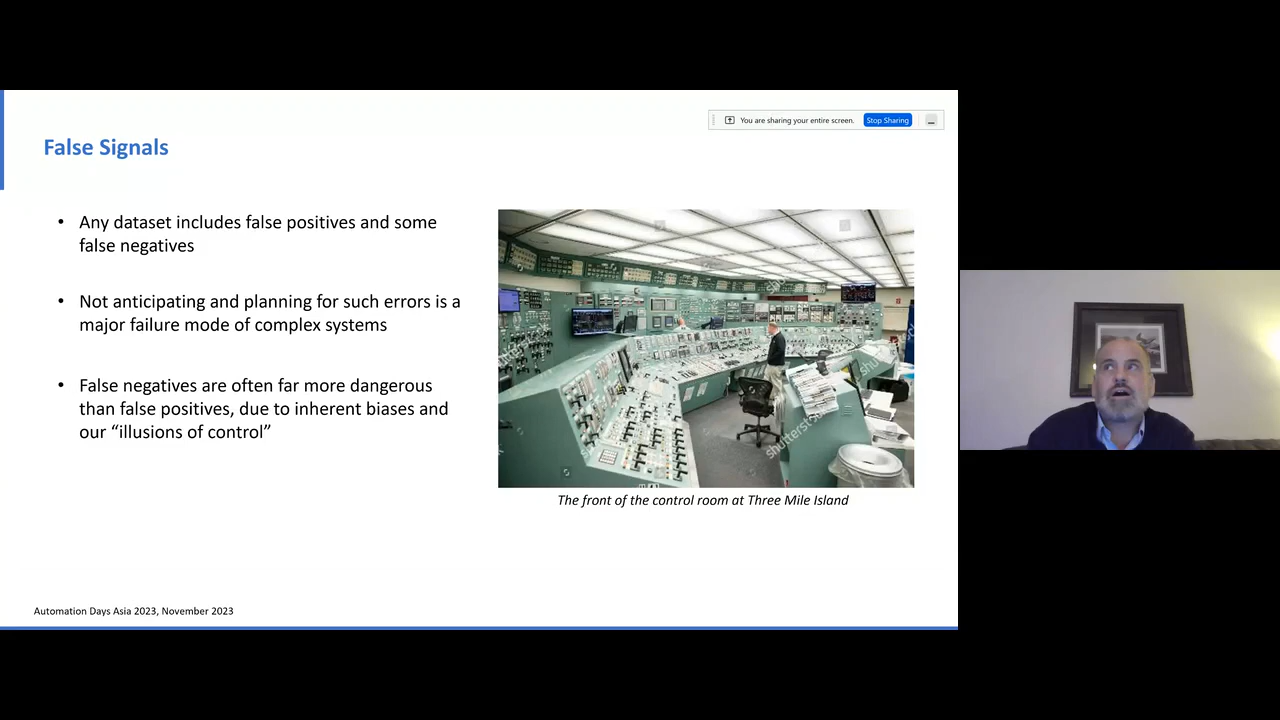 You are sharing your entire screen. Stop Sharing
False Signals
• Any dataset includes false positives and some
false negatives
• Not anticipating and planning for such errors is a
major failure mode of complex systems
• False negatives are often far more dangerous
than false positives, due to inherent biases and
our “illusions of control”
shutterstock
The front of the control room at Three Mile Island
Automation Days Asia 2023, November 2023